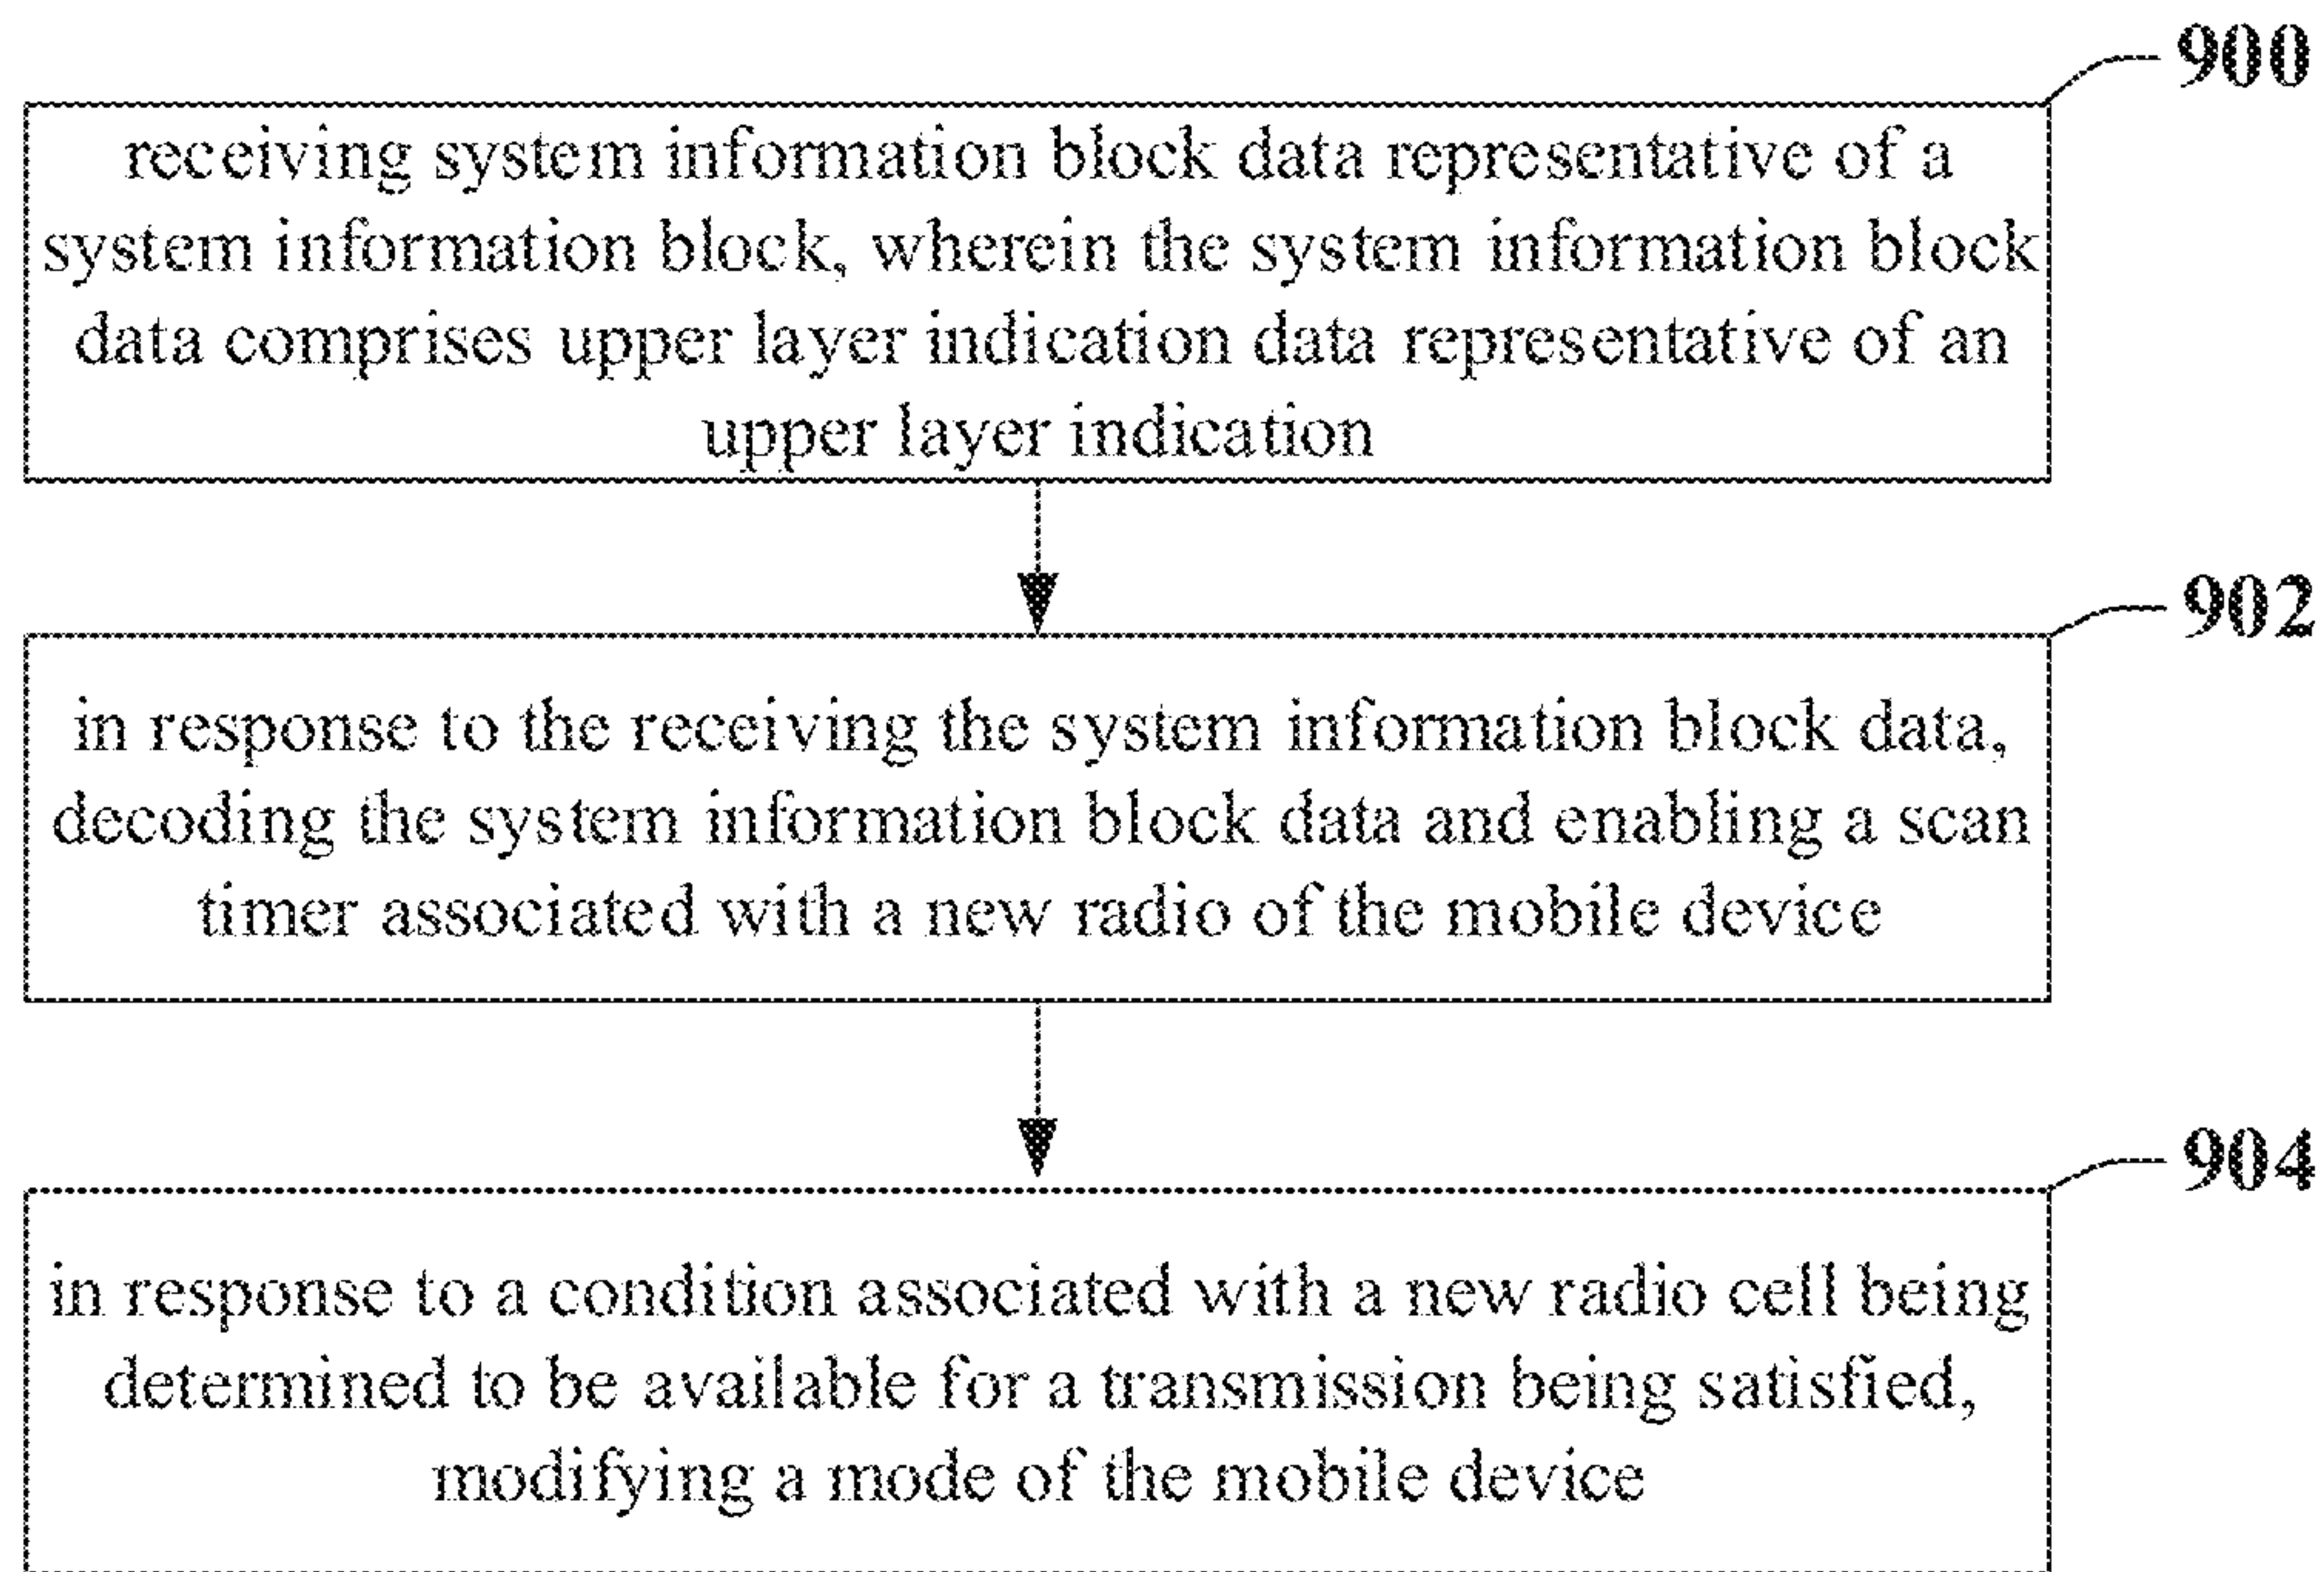 900
receiving system information block data representative of a
system information block, wherein the system information block
data comprises upper layer indication data representative of an
upper layer indication
902
in response to the receiving the system information block data,
decoding the system information block data and enabling a scan
timer associated with a new radio of the mobile device
904
in response to a condition associated with a new radio cell being
determined to be available for a transmission being satisfied,
modifying a mode of the mobile device